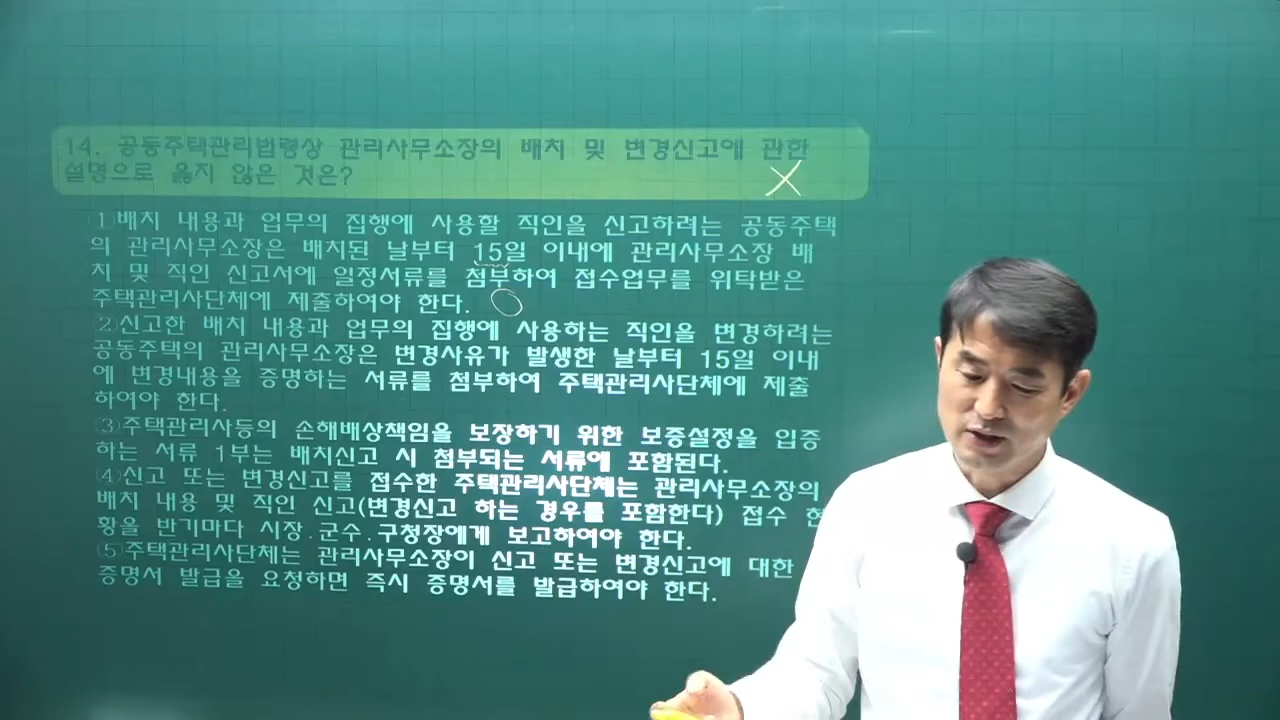 14. 공동주택관리법령상 관리사무소장의 배치 및 변경신고에 관한
설명으로 옳지 않은 것은?
①배치 내용과 업무의 집행에 사용할 직인을 신고하려는 공동주택
의 관리사무소장은 배치된 날부터 15일 이내에 관리사무소장 배
치 및 직인 신고서에 일정서류를 첨부하여 접수업무를 위탁받은
주택관리사단체에 제출하여야 한다.
②신고한 배치 내용과 업무의 집행에 사용하는 직인을 변경하려는
공동주택의 관리사무소장은 변경사유가 발생한 날부터 15일 이내
에 변경내용을 증명하는 서류를 첨부하여 주택관리사단체에 제출
하여야 한다.
③주택관리사등의 손해배상책임을 보장하기 위한 보증설정을 입증
하는 서류 1부는 배치신고 시 첨부되는 서류에 포함된다.
④신고 또는 변경신고를 접수한 주택관리사단체는 관리사무소장의
배치 내용 및 직인 신고(변경신고 하는 경우를 포함한다) 접수 현
황을 반기마다 시장·군수·구청장에게 보고하여야 한다.
⑤주택관리사단체는 관리사무소장이 신고 또는 변경신고에 대한
증명서 발급을 요청하면 즉시 증명서를 발급하여야 한다.